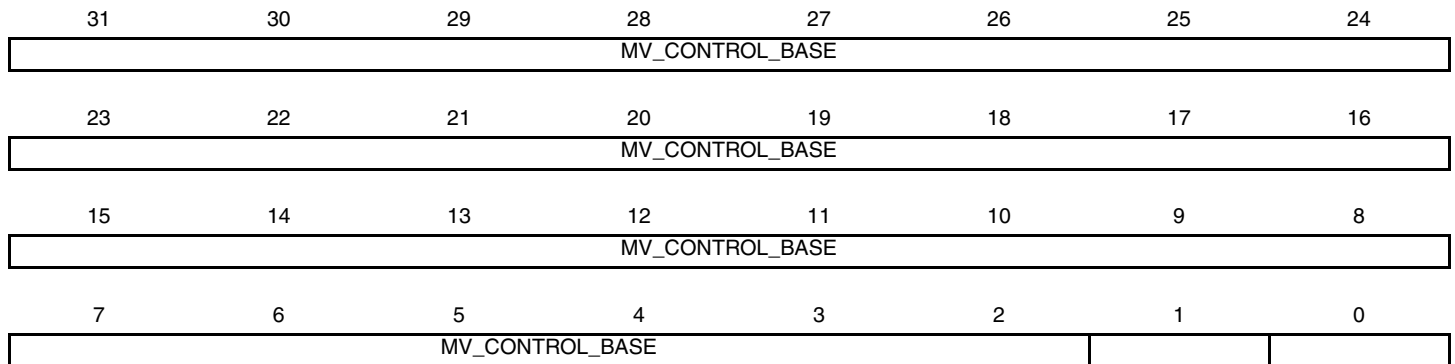 31 30 29 28 27 26 25 24
MV_CONTROL_BASE
23 22 21 20 19 18 17 16
MV_CONTROL_BASE
15 14 13 12 11 10 9 8
MV_CONTROL_BASE
7 6 5 4 3 2 1 0
MV_CONTROL_BASE